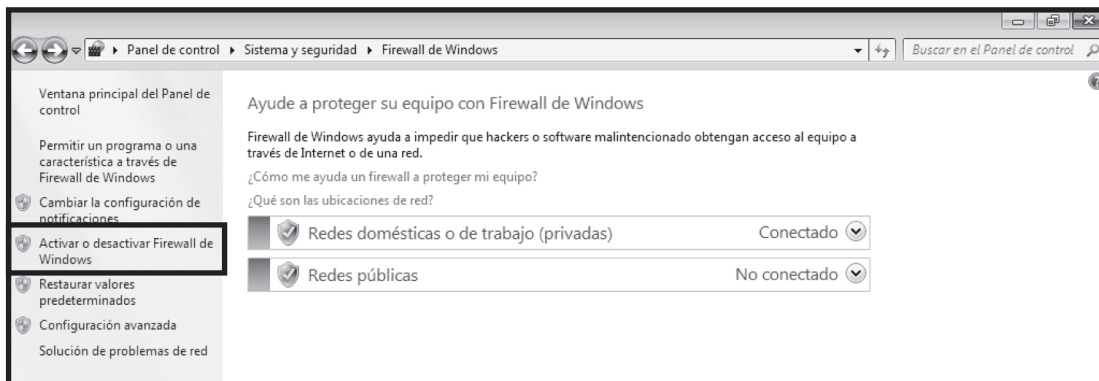 Panel de control ▸ Sistema y seguridad ▸ Firewall de Windows
Buscar en el Panel de control
Ventana principal del Panel de
control
Permitir un programa o una
característica a través de
Firewall de Windows
Cambiar la configuración de
notificaciones
Activar o desactivar Firewall de
Windows
Restaurar valores
predeterminados
Configuración avanzada
Solución de problemas de red
Ayude a proteger su equipo con Firewall de Windows
Firewall de Windows ayuda a impedir que hackers o software malintencionado obtengan acceso al equipo a
través de Internet o de una red.
¿Cómo me ayuda un firewall a proteger mi equipo?
¿Qué son las ubicaciones de red?
Redes domésticas o de trabajo (privadas) Conectado
Redes públicas No conectado